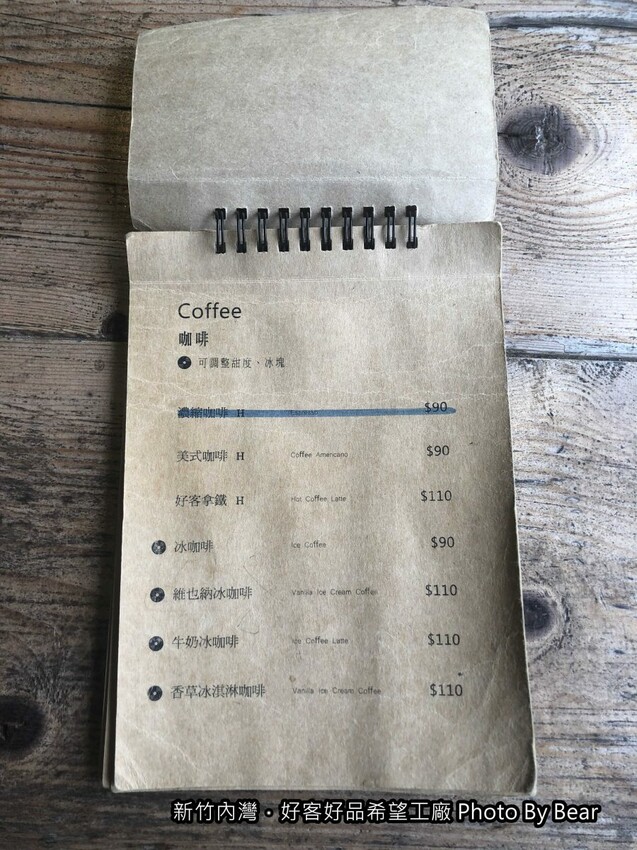 Coffee
咖啡
可調整甜度、冰塊
濃縮咖啡 H $90
美式咖啡 H Coffee Americano $90
好客拿鐵 H Hot Coffee Latte $110
冰咖啡 Ice Coffee $90
維也納冰咖啡 Vanilla Ice Cream Coffee $110
牛奶冰咖啡 Ice Coffee Latte $110
香草冰淇淋咖啡 Vanilla Ice Cream Coffee $110
新竹內灣‧好客好品希望工廠 Photo By Bear